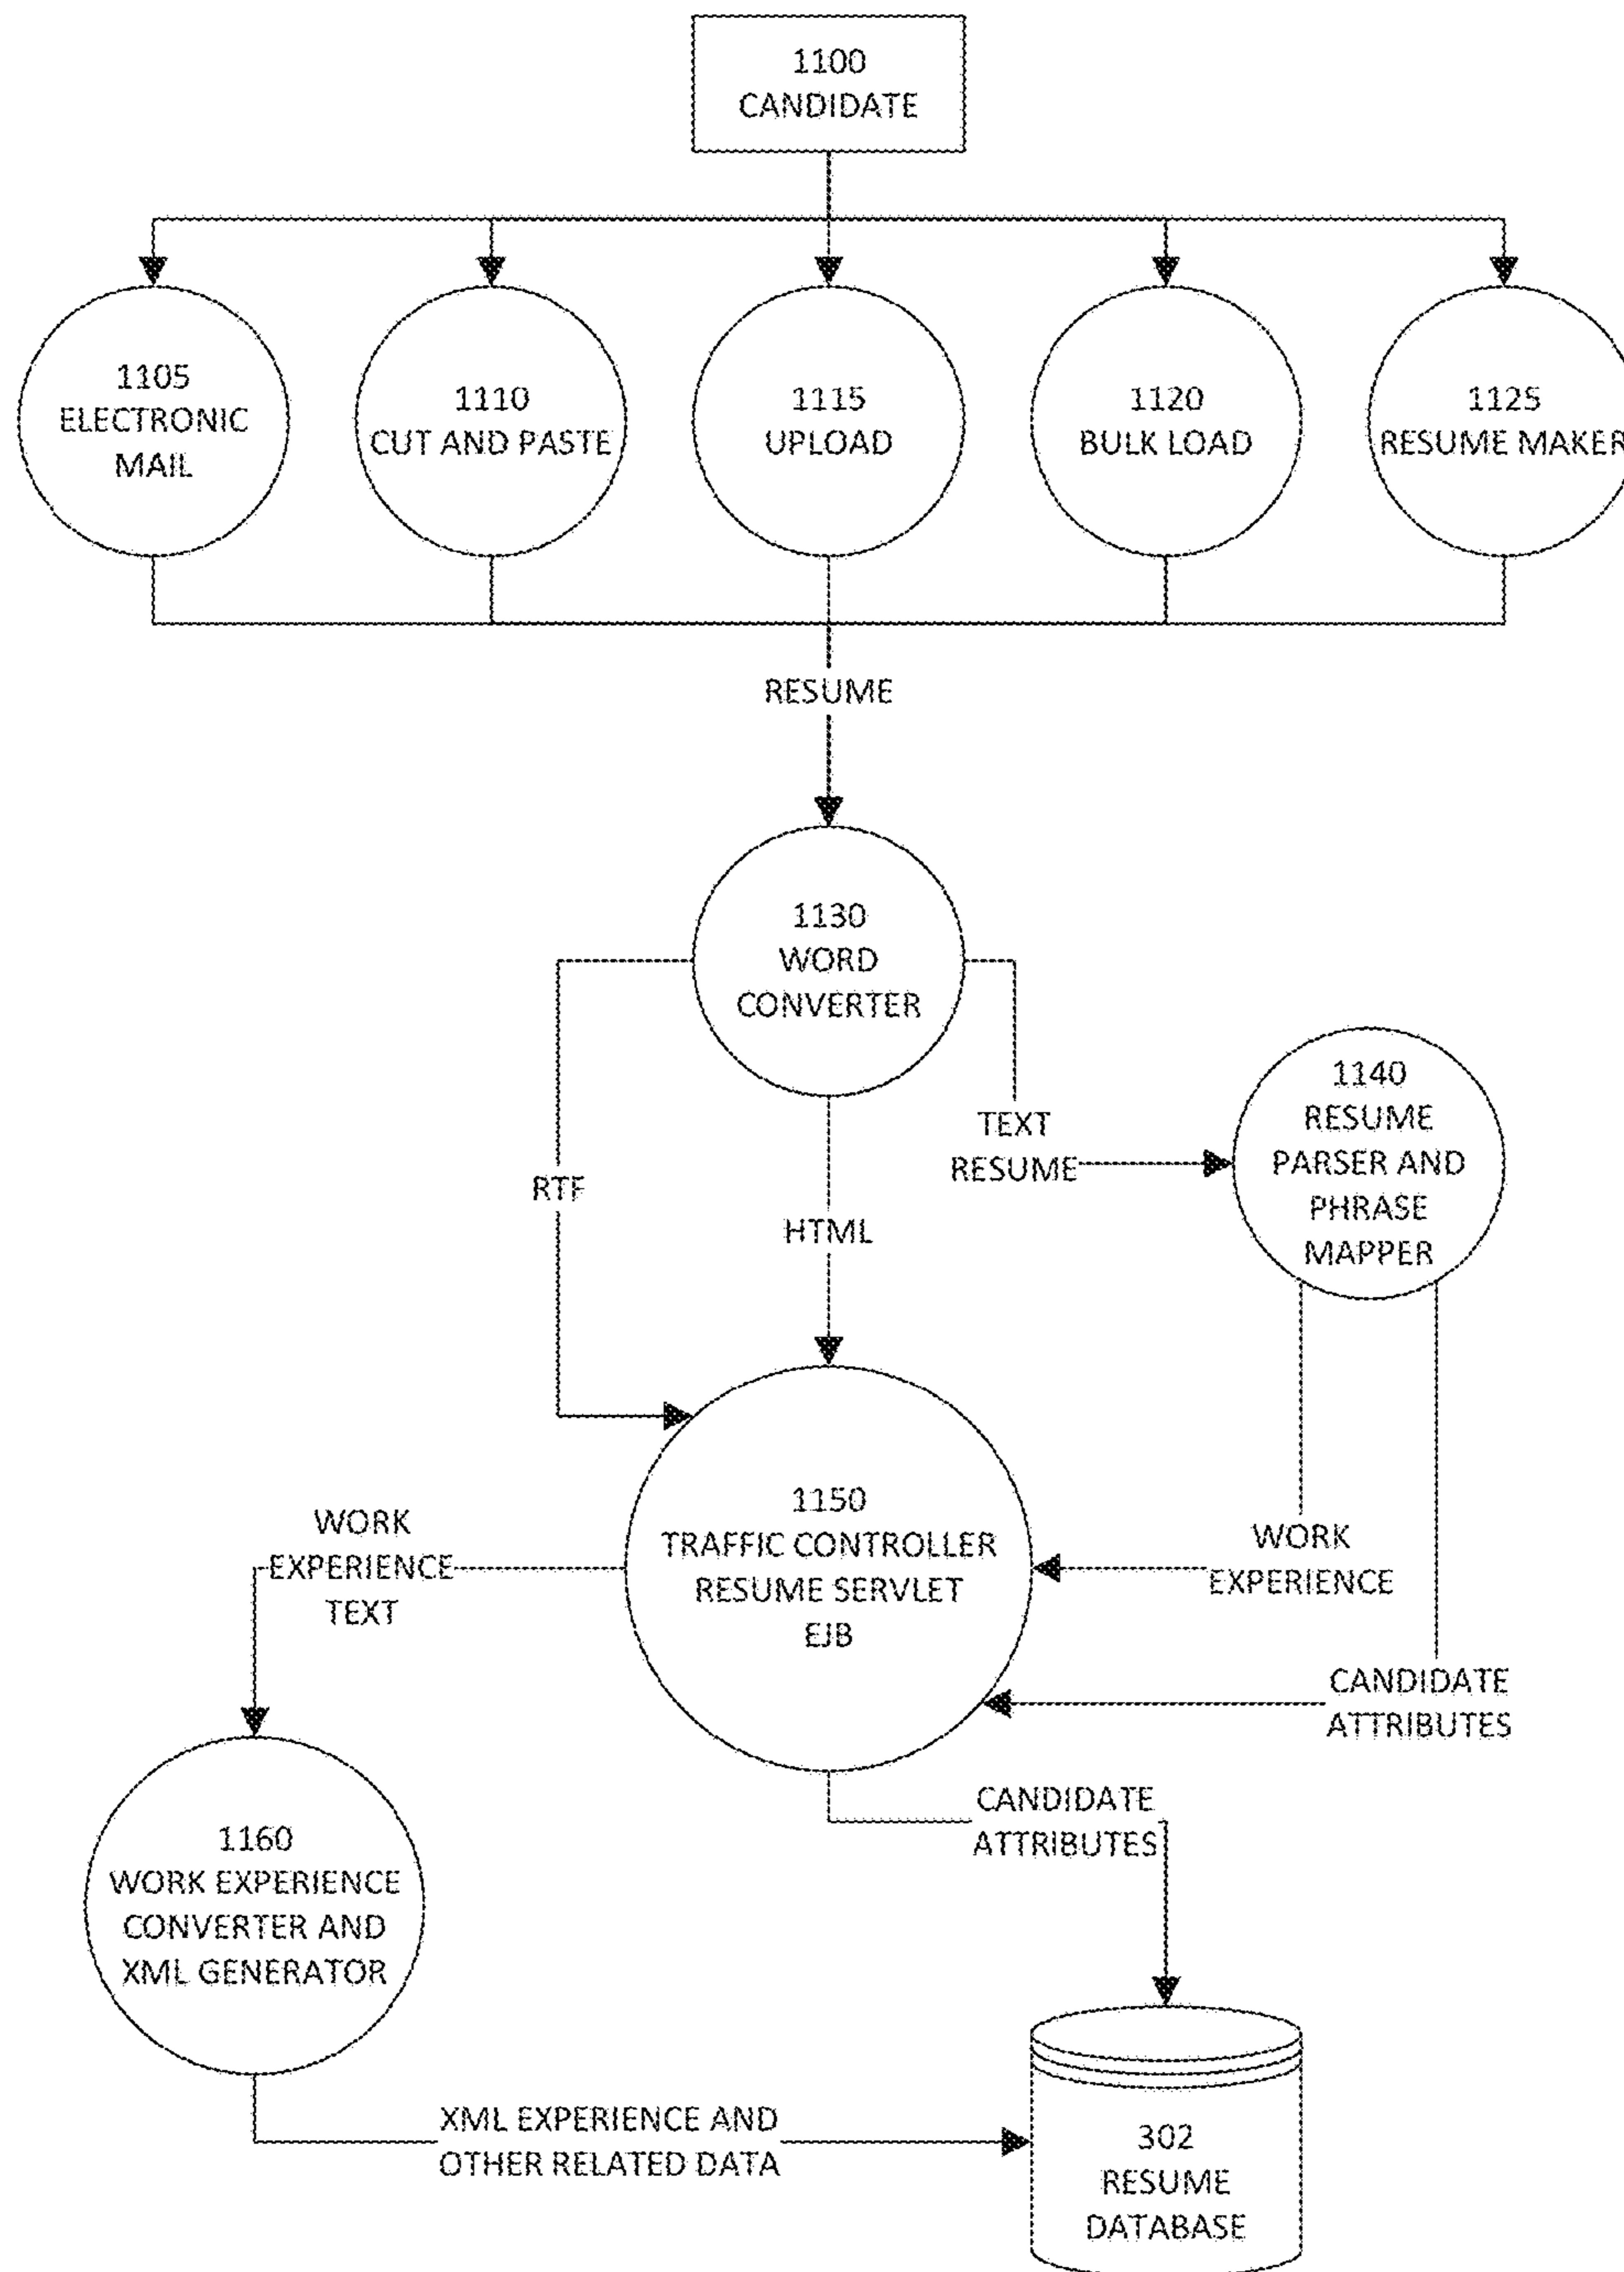 1100
CANDIDATE
1105
ELECTRONIC
MAIL
1110
CUT AND PASTE
1115
UPLOAD
1120
BULK LOAD
1125
RESUME MAKER
RESUME
1130
WORD
CONVERTER
TEXT
RESUME
1140
RESUME
PARSER AND
PHRASE
MAPPER
RTF
HTML
1150
TRAFFIC CONTROLLER
RESUME SERVLET
EJB
WORK
EXPERIENCE
TEXT
WORK
EXPERIENCE
CANDIDATE
ATTRIBUTES
CANDIDATE
ATTRIBUTES
1160
WORK EXPERIENCE
CONVERTER AND
XML GENERATOR
XML EXPERIENCE AND
OTHER RELATED DATA
302
RESUME
DATABASE